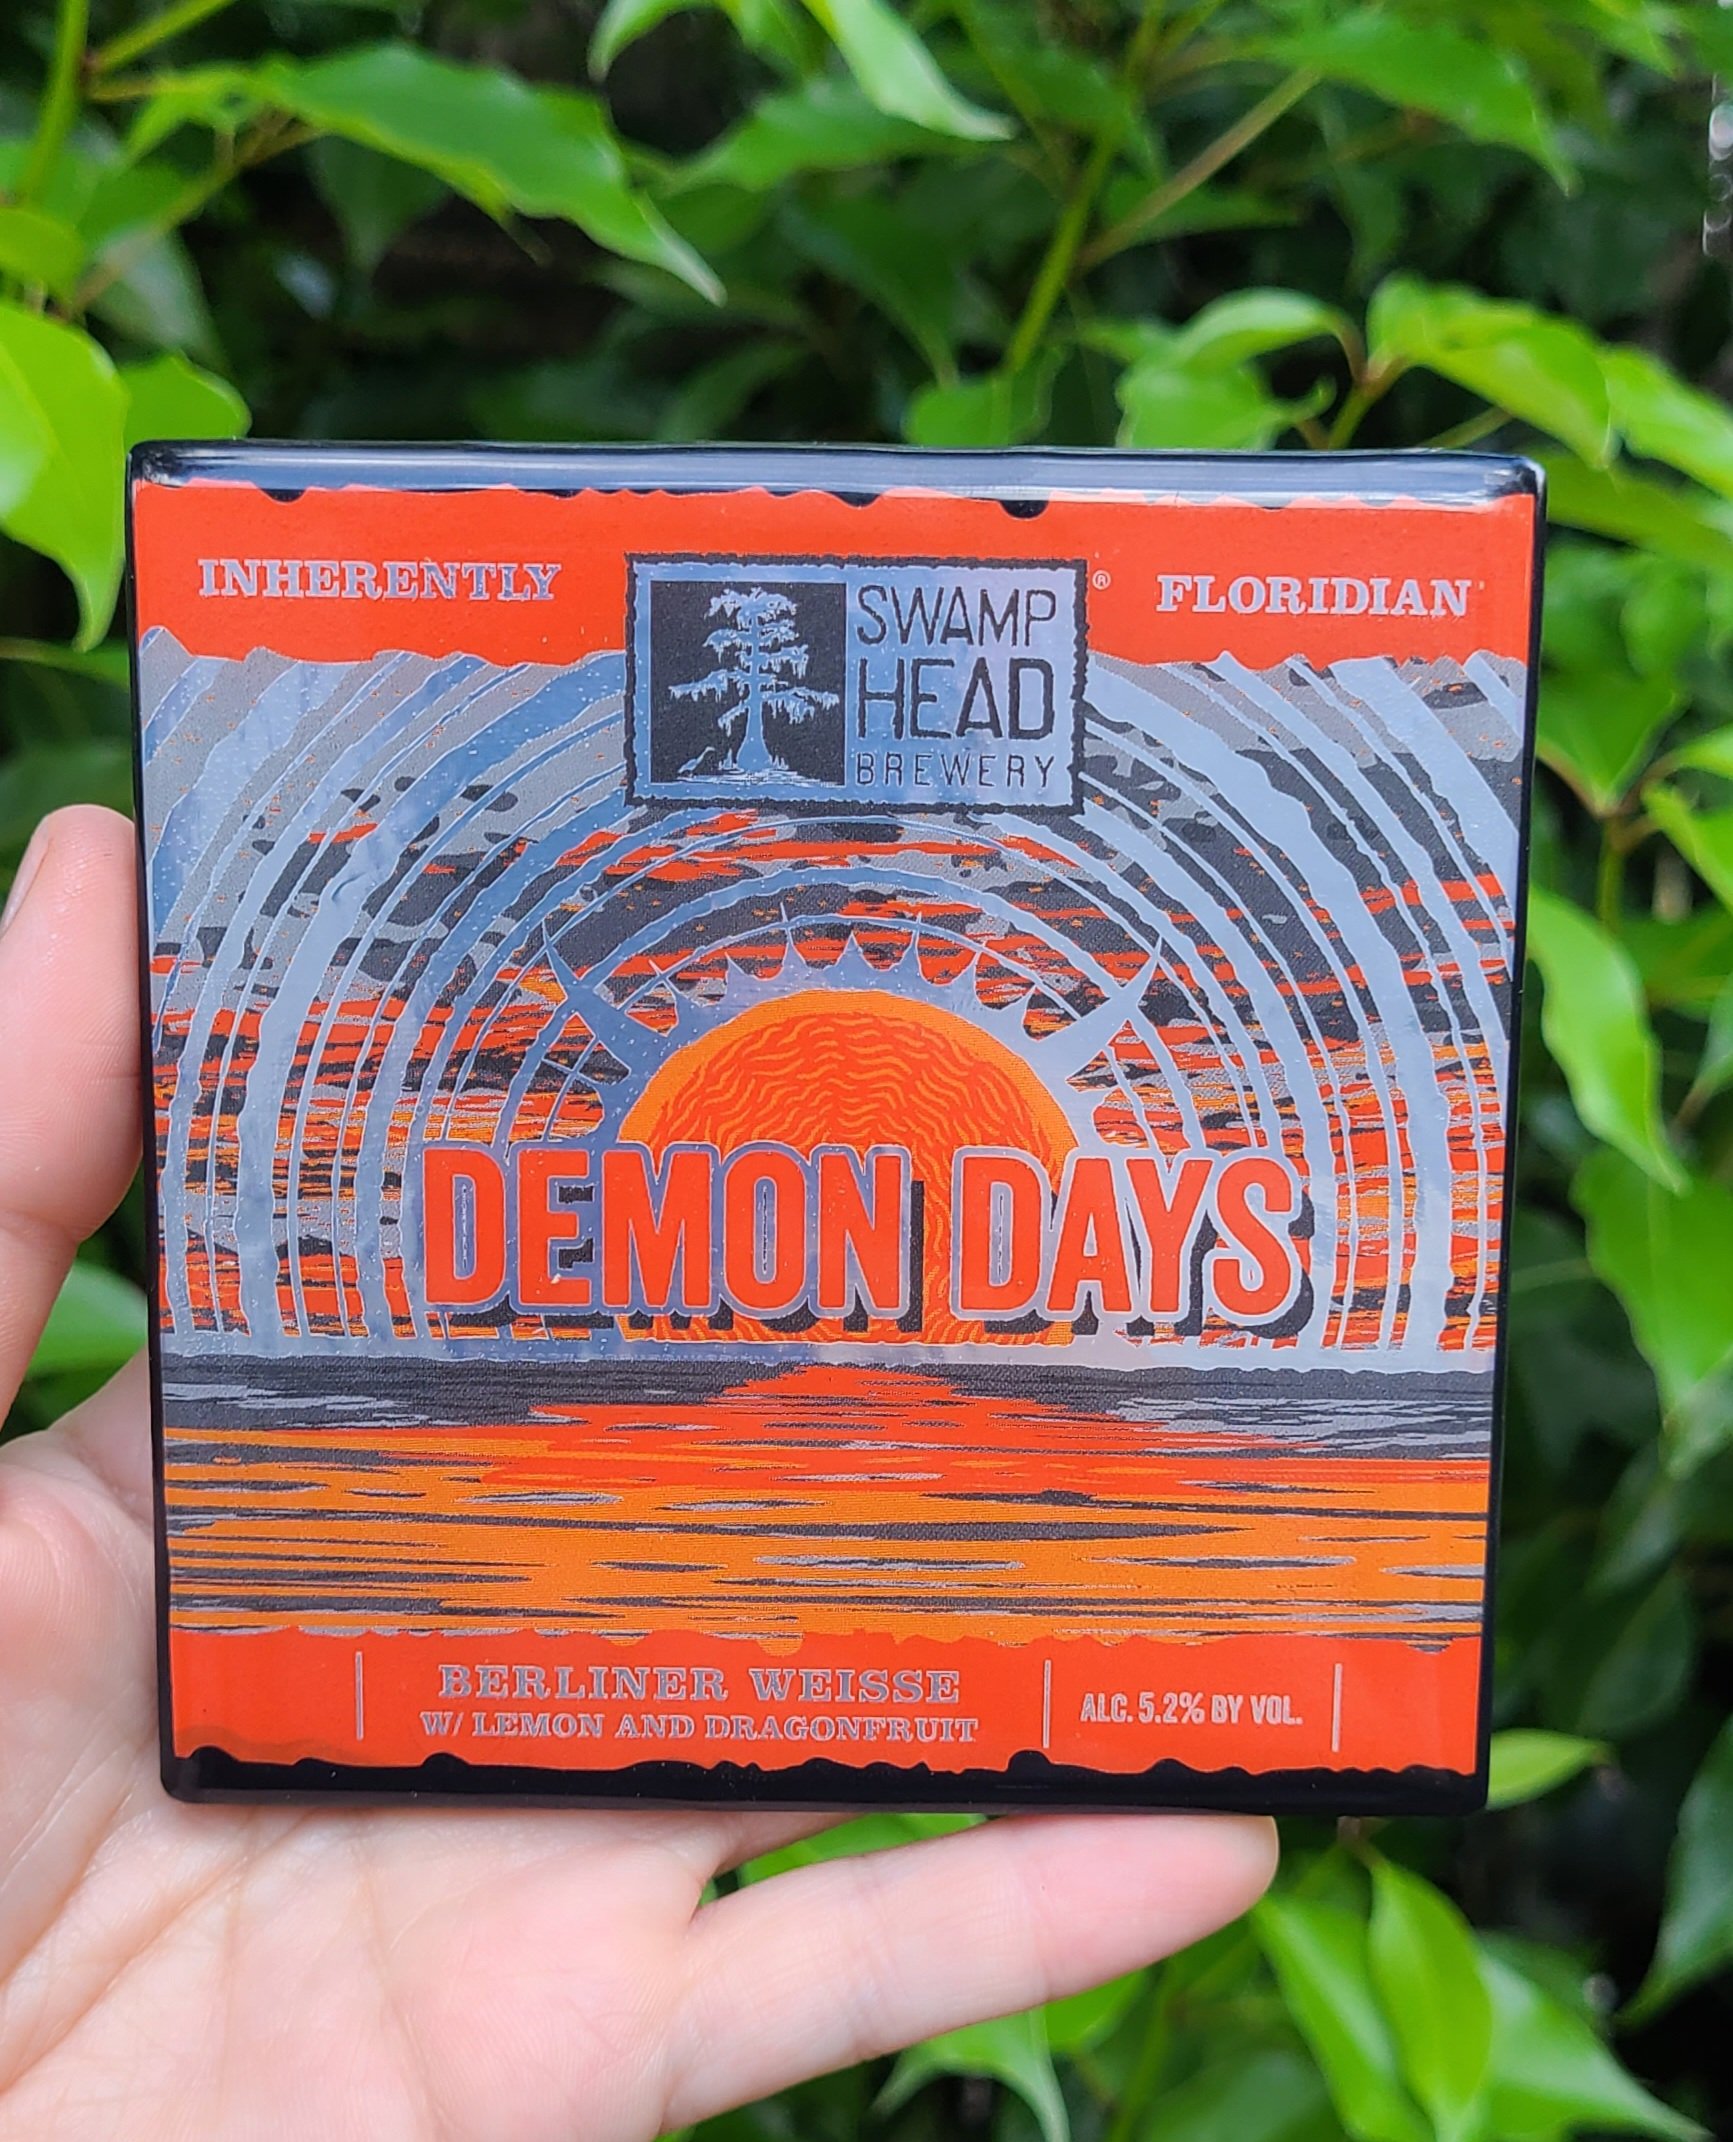 INHERENTLY
SWAMP
HEAD
BREWERY
®
FLORIDIAN
DEMON DAYS
BERLINER WEISSE
W/ LEMON AND DRAGONFRUIT
ALC. 5.2% BY VOL.